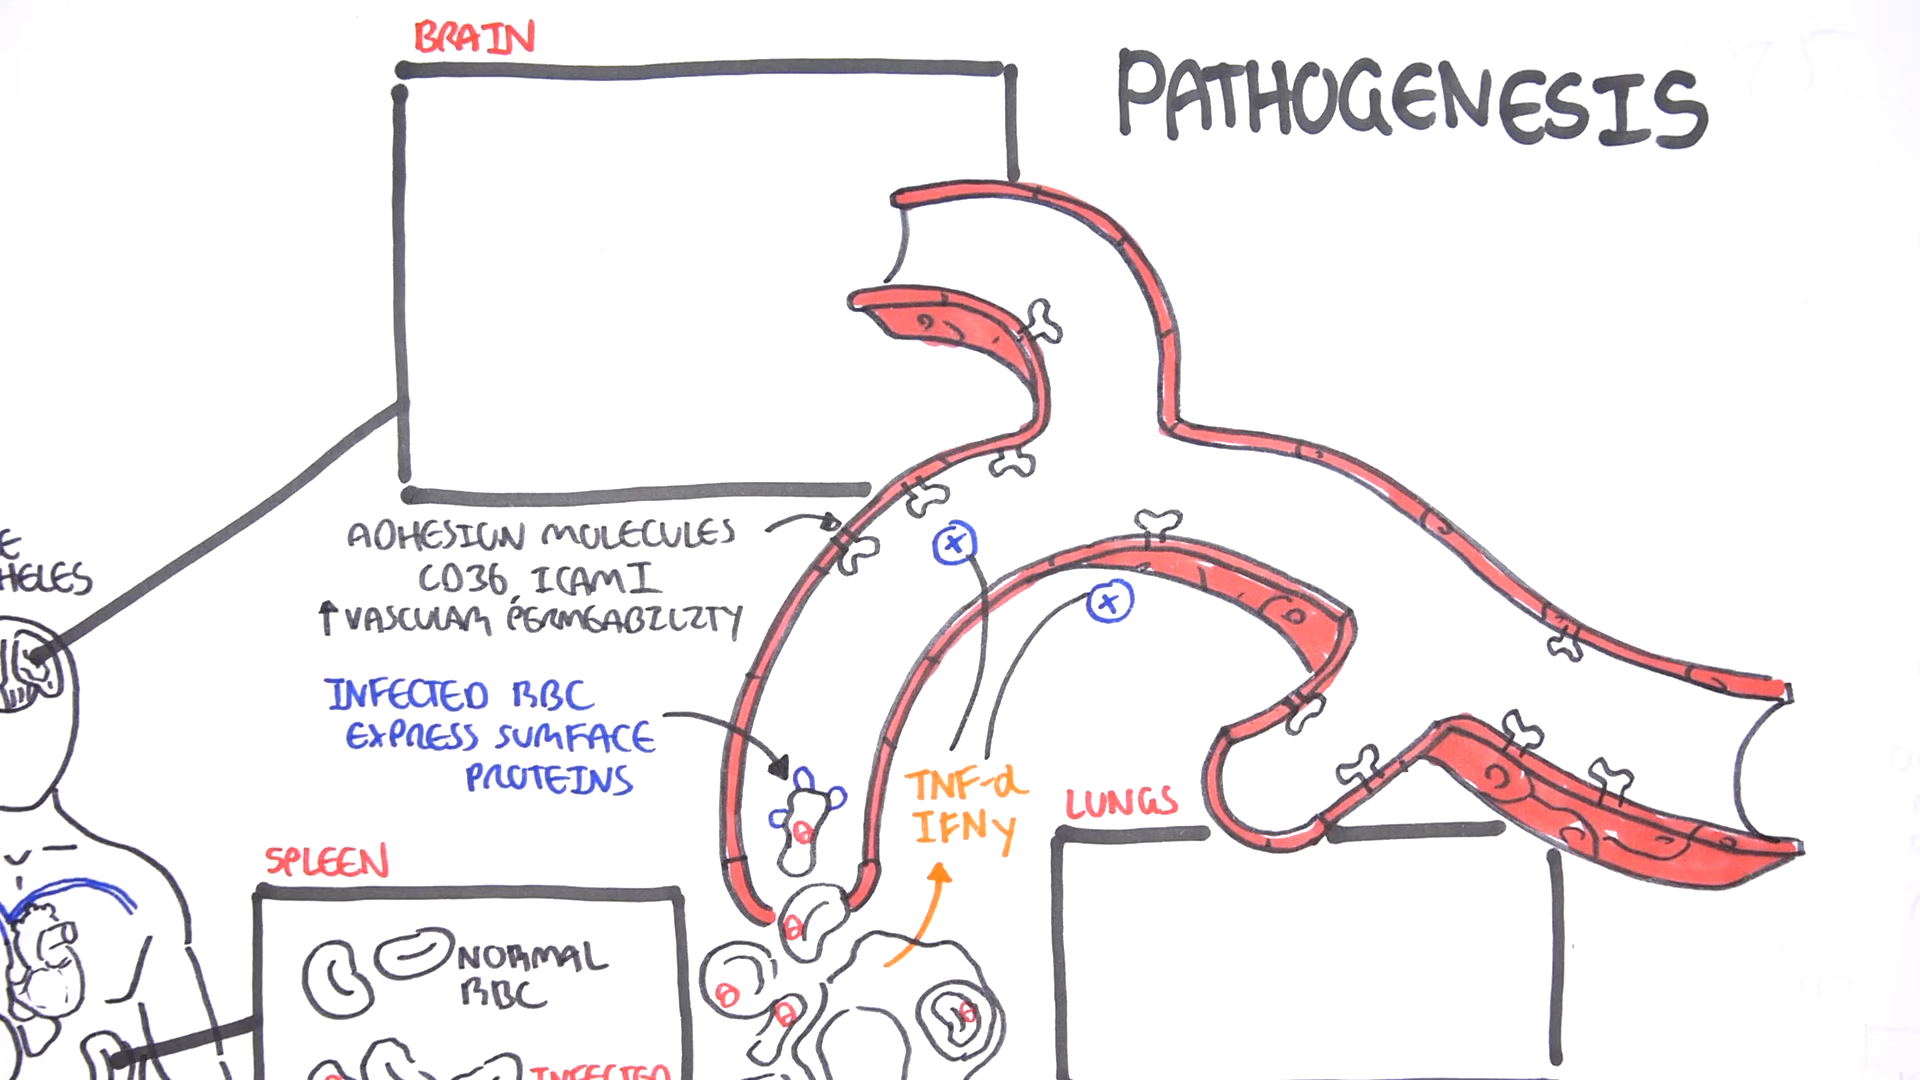 BRAIN
PATHOGENESIS
ADHESION MOLECULES
CD36, ICAM1
↑ VASCULAR PERMEABILITY
INFECTED RBC
EXPRESS SURFACE
PROTEINS
TNF-α
IFNγ
LUNGS
SPLEEN
NORMAL
RBC
INFECTED